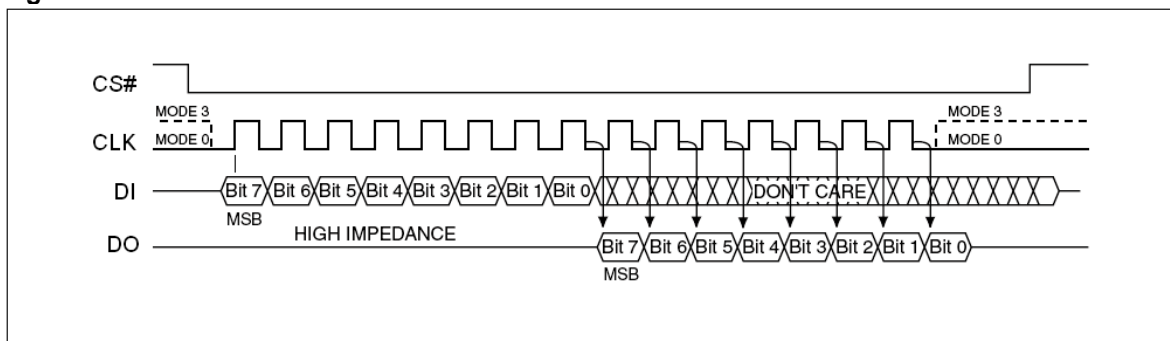 CS#
MODE 3
MODE 3
CLK
MODE 0
MODE 0
DI
Bit 7 Bit 6 Bit 5 Bit 4 Bit 3 Bit 2 Bit 1 Bit 0 DON'T CARE
MSB
HIGH IMPEDANCE
DO
Bit 7 Bit 6 Bit 5 Bit 4 Bit 3 Bit 2 Bit 1 Bit 0
MSB